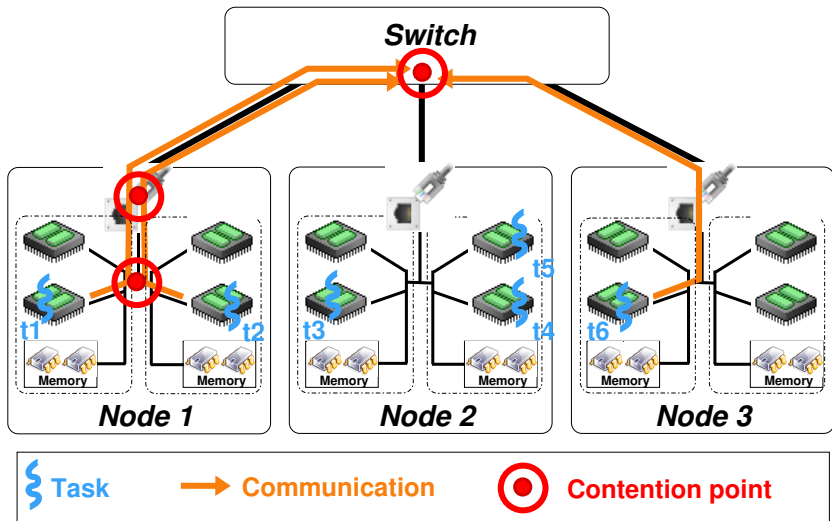 Switch
t5
t1
t2
t3
t4
t6
Memory
Memory
Memory
Memory
Memory
Memory
Node 1
Node 2
Node 3
Task
Communication
Contention point